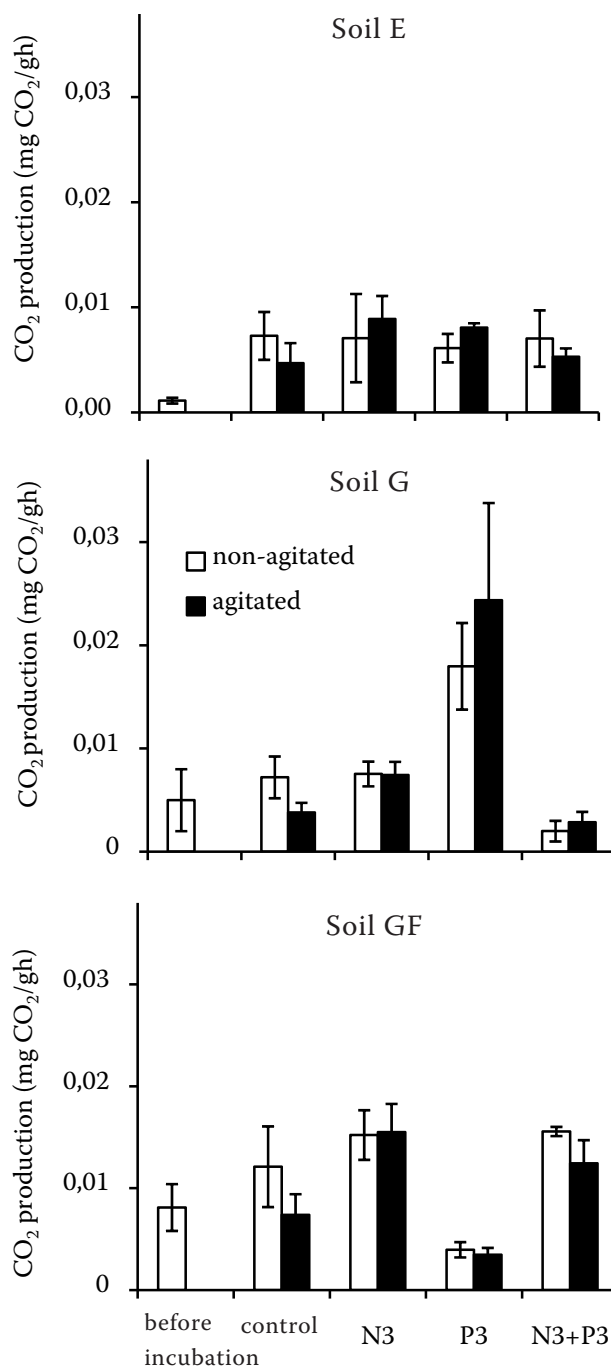 Soil E
CO₂ production (mg CO₂/gh)
0,03
0,02
0,01
0,00
Soil G
CO₂ production (mg CO₂/gh)
0,03
0,02
0,01
0
non-agitated
agitated
Soil GF
CO₂ production (mg CO₂/gh)
0,03
0,02
0,01
0
before
incubation
control
N3
P3
N3+P3